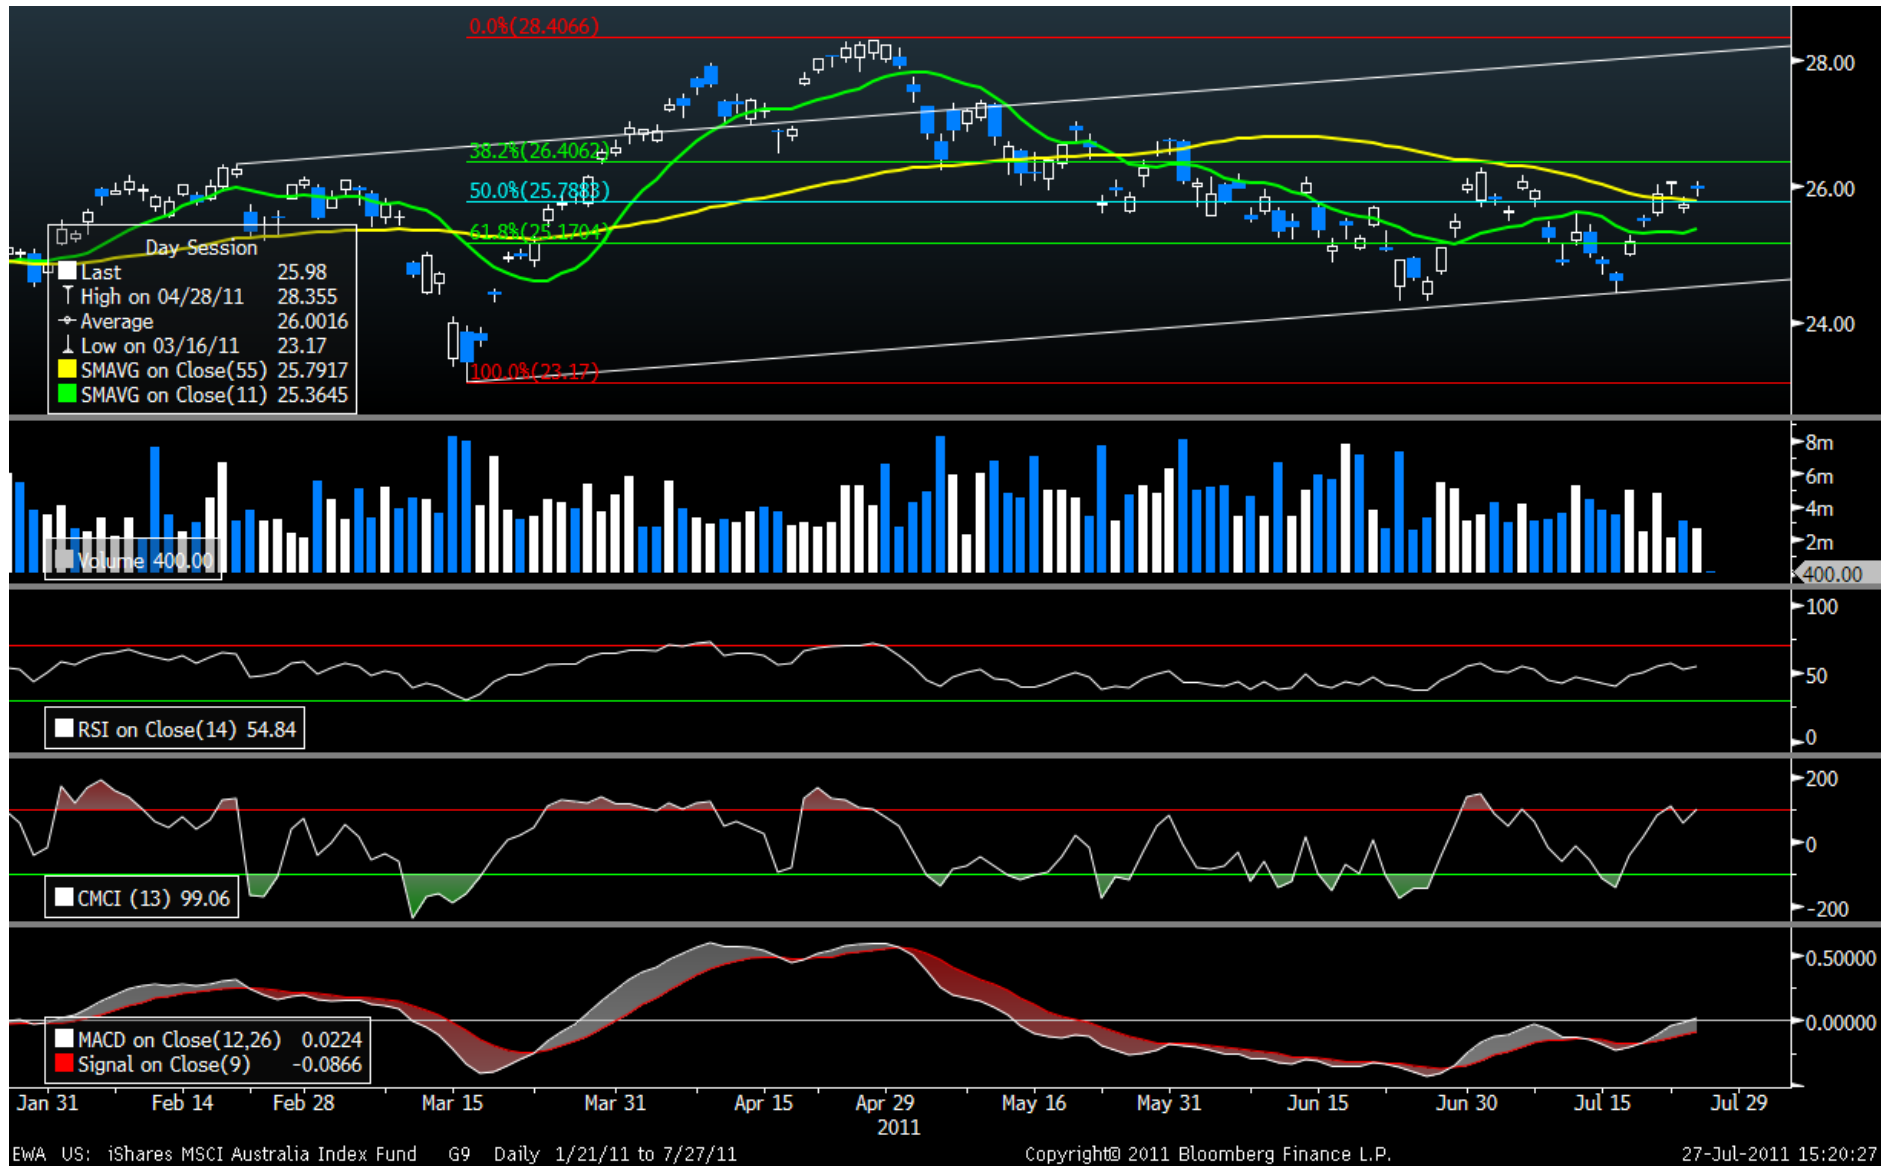 0.0%(28.4066)
28.00
38.2%(26.4062)
50.0%(25.7883)
26.00
61.8%(25.1704)
24.00
100.0%(23.17)
Day Session
Last 25.98
High on 04/28/11 28.355
Average 26.0016
Low on 03/16/11 23.17
SMAVG on Close(55) 25.7917
SMAVG on Close(11) 25.3645
8m
6m
4m
2m
Volume 400.00
400.00
100
50
0
RSI on Close(14) 54.84
200
0
-200
CMCI (13) 99.06
0.50000
0.00000
MACD on Close(12,26) 0.0224
Signal on Close(9) -0.0866
Jan 31 Feb 14 Feb 28 Mar 15 Mar 31 Apr 15 Apr 29 May 16 May 31 Jun 15 Jun 30 Jul 15 Jul 29
2011
EWA US: iShares MSCI Australia Index Fund G9 Daily 1/21/11 to 7/27/11 Copyright© 2011 Bloomberg Finance L.P. 27-Jul-2011 15:20:27